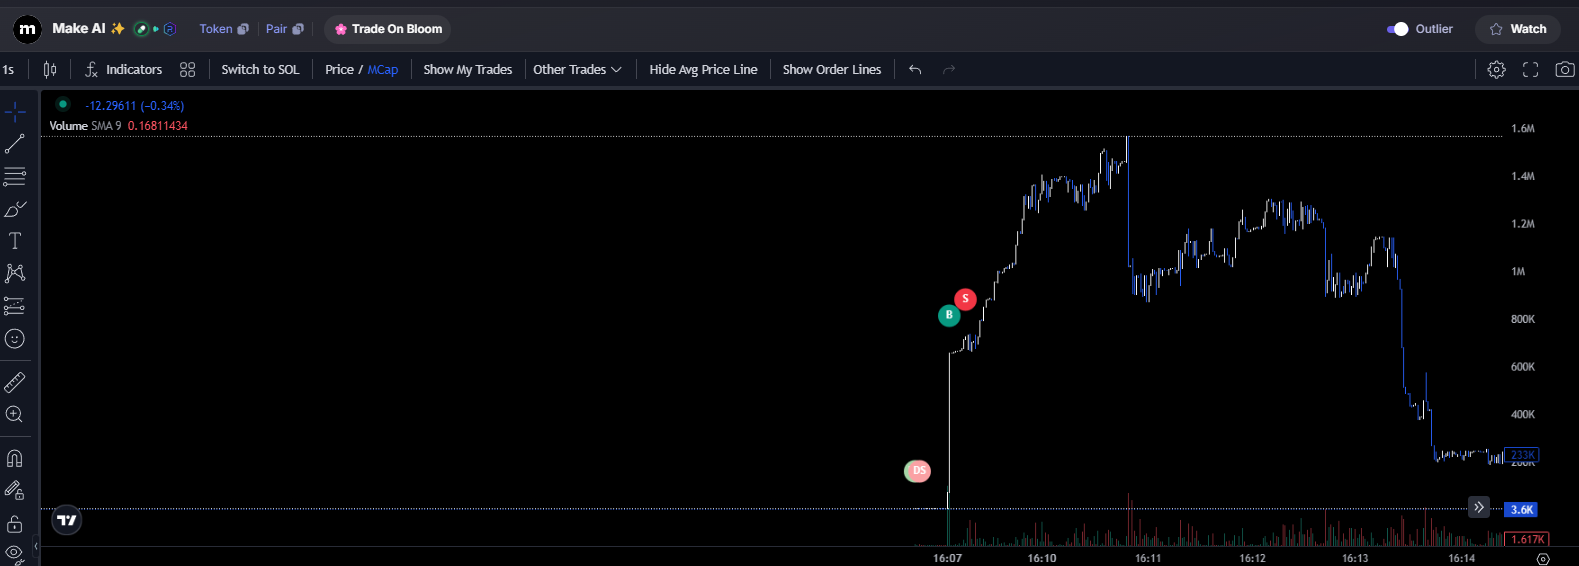 m Make AI ✨ Token Pair 🌸 Trade On Bloom Outlier Watch
1s Indicators Switch to SOL Price / MCap Show My Trades Other Trades Hide Avg Price Line Show Order Lines
-12.29611 (−0.34%)
Volume SMA 9 0.16811434
1.6M
1.4M
1.2M
1M
S
B
800K
600K
400K
233K
200K
DS
3.6K
1.617K
16:07 16:10 16:11 16:12 16:13 16:14